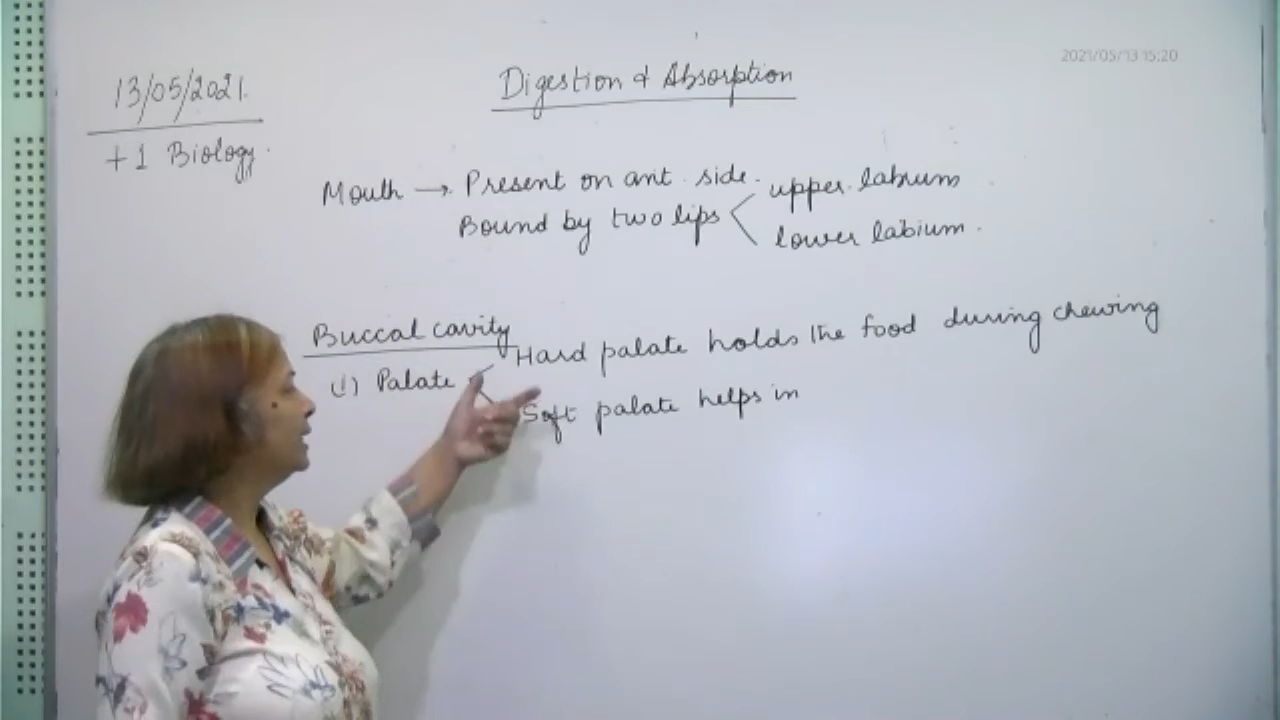 2021/05/13 15:20
13/05/2021.
+1 Biology.
Digestion & Absorption
Mouth → Present on ant. side.
Bound by two lips < upper labrum
lower labium.
Buccal cavity
(1) Palate < Hard palate holds the food during chewing
Soft palate helps in